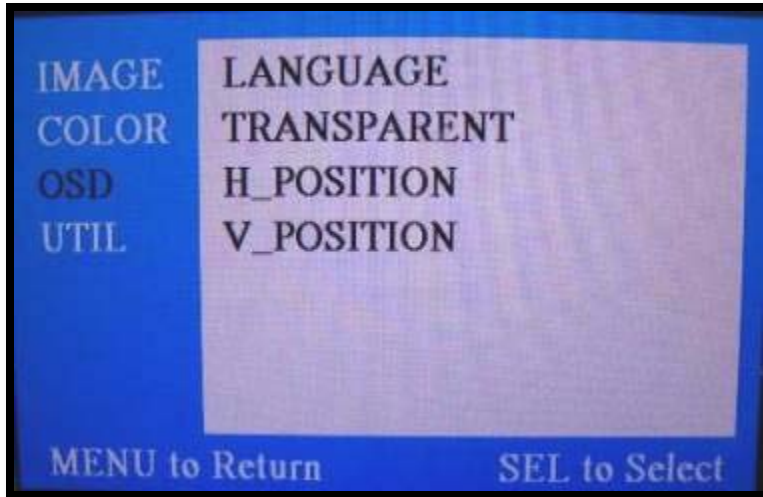 IMAGE LANGUAGE
COLOR TRANSPARENT
OSD H_POSITION
UTIL V_POSITION
MENU to Return SEL to Select